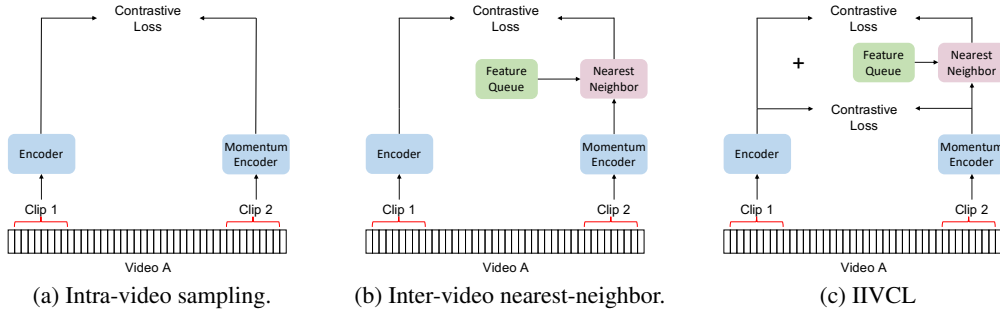 Contrastive
Loss
Encoder
Momentum
Encoder
Clip 1
Clip 2
Video A
(a) Intra-video sampling.
Contrastive
Loss
Feature
Queue
Nearest
Neighbor
Encoder
Momentum
Encoder
Clip 1
Clip 2
Video A
(b) Inter-video nearest-neighbor.
Contrastive
Loss
+
Feature
Queue
Nearest
Neighbor
Contrastive
Loss
Encoder
Momentum
Encoder
Clip 1
Clip 2
Video A
(c) IIVCL